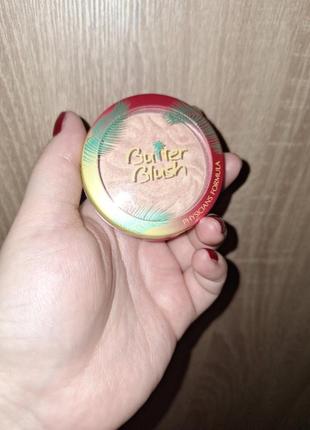 Butter
Blush
PHYSICIANS FORMULA